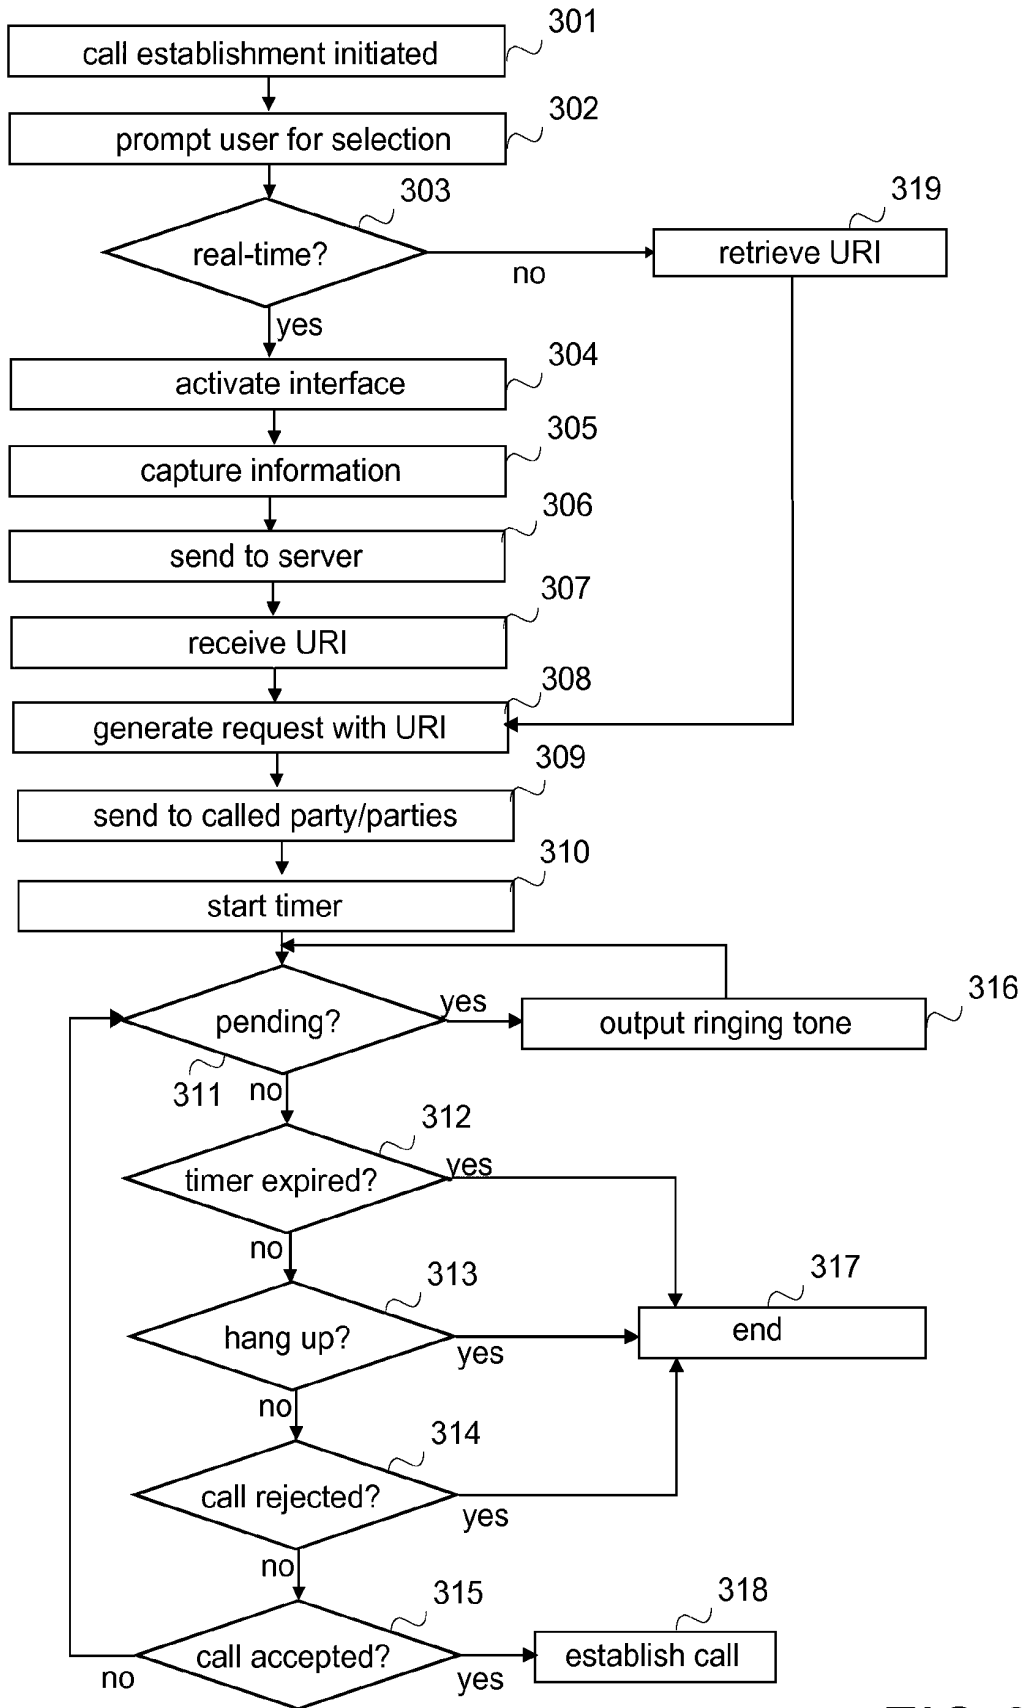 301
call establishment initiated
302
prompt user for selection
303
319
real-time?
retrieve URI
no
yes
304
activate interface
305
capture information
306
send to server
307
receive URI
308
generate request with URI
309
send to called party/parties
310
start timer
316
yes
pending?
output ringing tone
311
no
312
yes
timer expired?
no
313
317
end
hang up?
yes
no
314
call rejected?
yes
no
318
315
call accepted?
establish call
no
yes